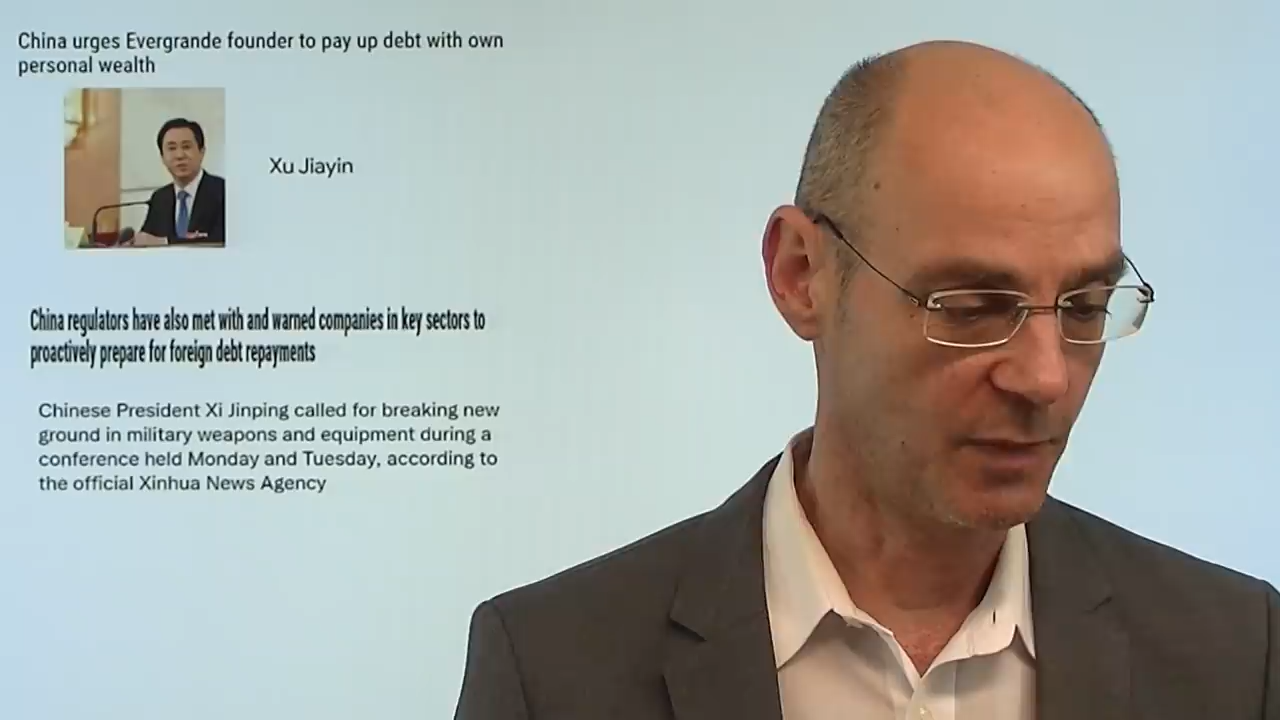 China urges Evergrande founder to pay up debt with own
personal wealth
Xu Jiayin
China regulators have also met with and warned companies in key sectors to
proactively prepare for foreign debt repayments
Chinese President Xi Jinping called for breaking new
ground in military weapons and equipment during a
conference held Monday and Tuesday, according to
the official Xinhua News Agency